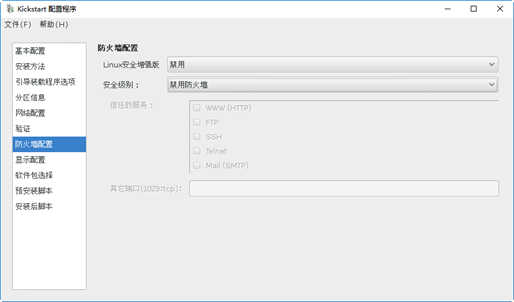 Kickstart 配置程序
文件(F) 帮助(H)
基本配置
安装方法
引导装载程序选项
分区信息
网络配置
验证
防火墙配置
显示配置
软件包选择
预安装脚本
安装后脚本
防火墙配置
Linux安全增强版 禁用
安全级别： 禁用防火墙
信任的服务：
WWW (HTTP)
FTP
SSH
Telnet
Mail (SMTP)
其它端口(1029:tcp):